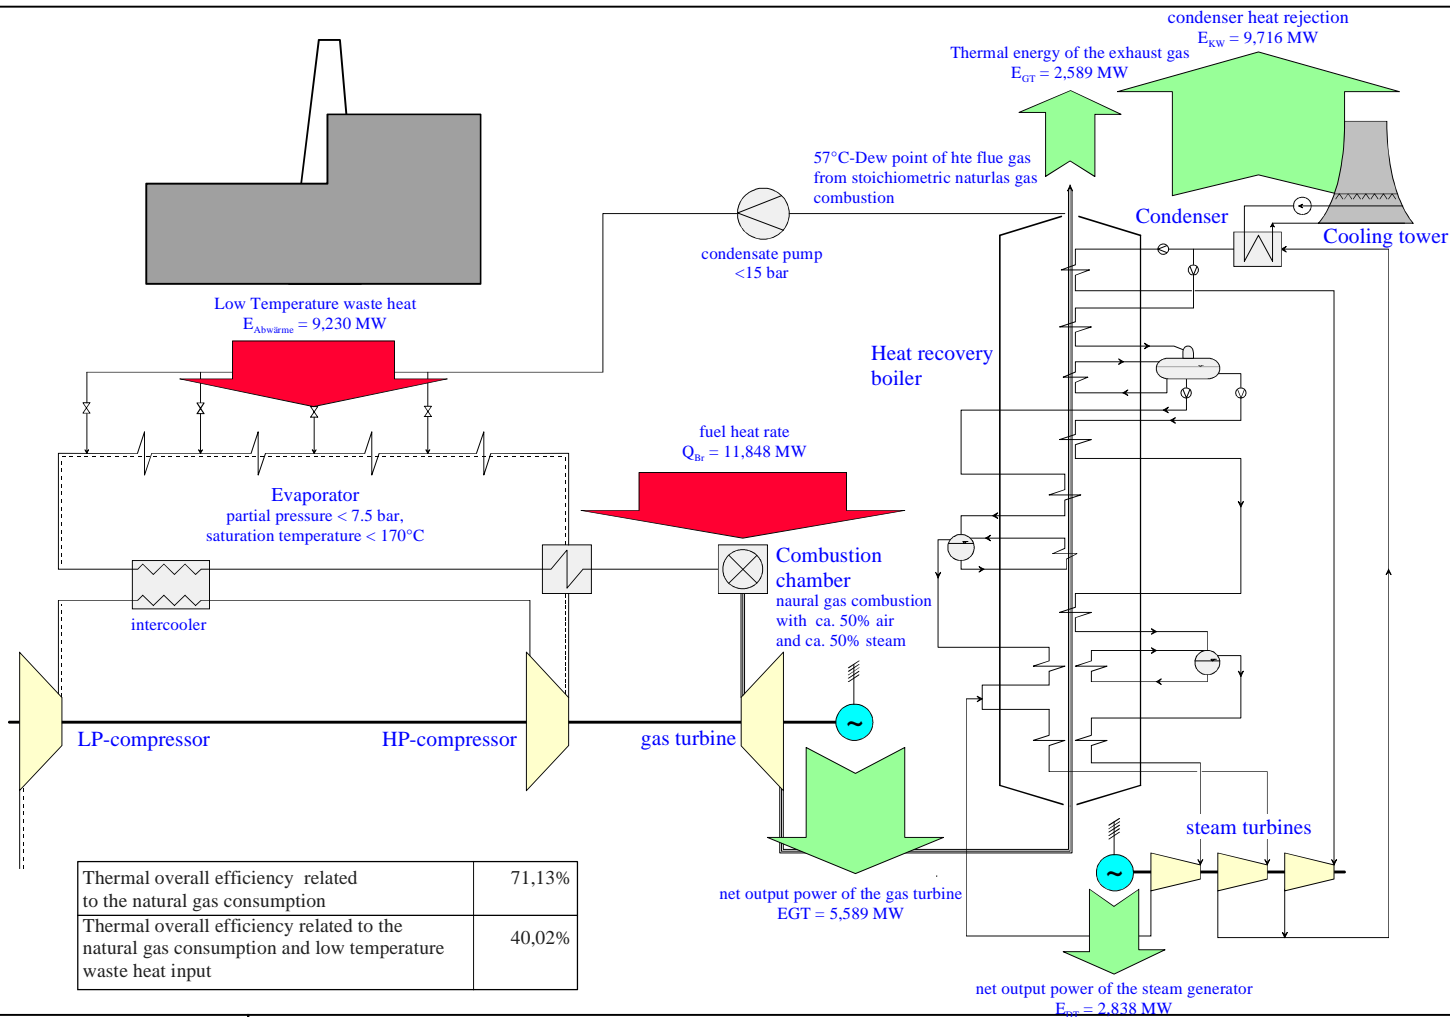 condenser heat rejection
E_KW = 9,716 MW
Thermal energy of the exhaust gas
E_GT = 2,589 MW
57°C-Dew point of hte flue gas
from stoichiometric naturlas gas
combustion
Condenser
Cooling tower
condensate pump
<15 bar
Low Temperature waste heat
E_Abwärme = 9,230 MW
Heat recovery
boiler
fuel heat rate
Q_Br = 11,848 MW
Evaporator
partial pressure < 7.5 bar,
saturation temperature < 170°C
Combustion
chamber
naural gas combustion
with ca. 50% air
and ca. 50% steam
intercooler
LP-compressor
HP-compressor
gas turbine
~
steam turbines
~
Thermal overall efficiency related
to the natural gas consumption
71,13%
Thermal overall efficiency related to the
natural gas consumption and low temperature
waste heat input
40,02%
net output power of the gas turbine
EGT = 5,589 MW
net output power of the steam generator
E_DT = 2,838 MW